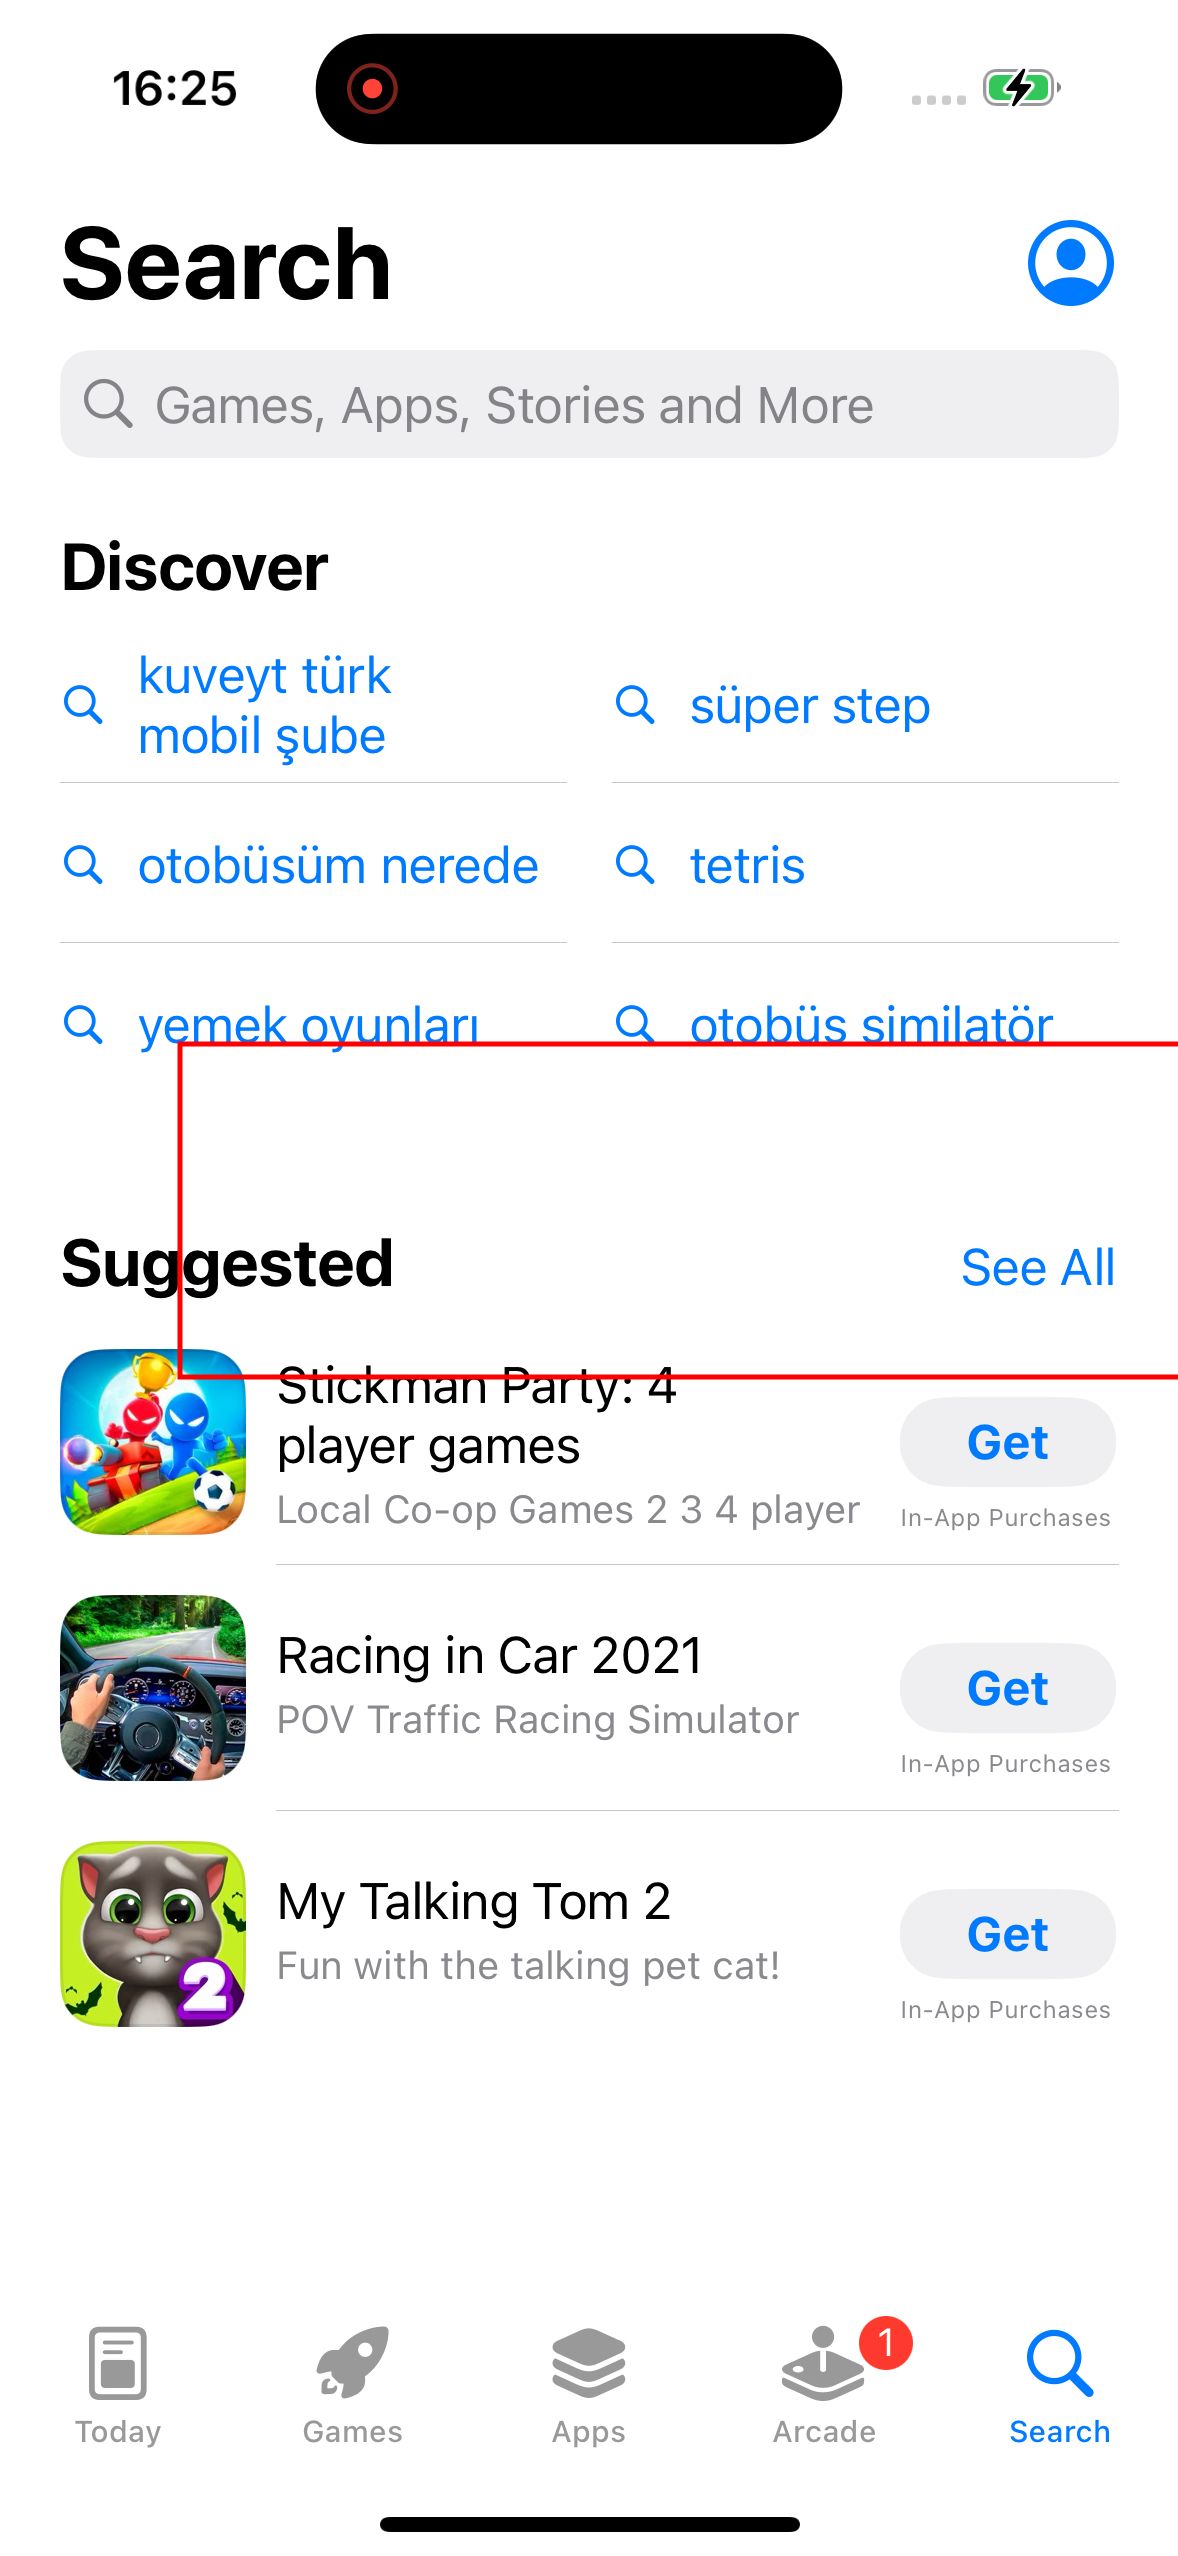 16:25
Search
Games, Apps, Stories and More
Discover
kuveyt türk
mobil şube
süper step
otobüsüm nerede
tetris
yemek oyunları
otobüs similatör
Suggested
See All
Stickman Party: 4
player games
Local Co-op Games 2 3 4 player
Get
In-App Purchases
Racing in Car 2021
POV Traffic Racing Simulator
Get
In-App Purchases
My Talking Tom 2
Fun with the talking pet cat!
Get
In-App Purchases
2
1
Today
Games
Apps
Arcade
Search